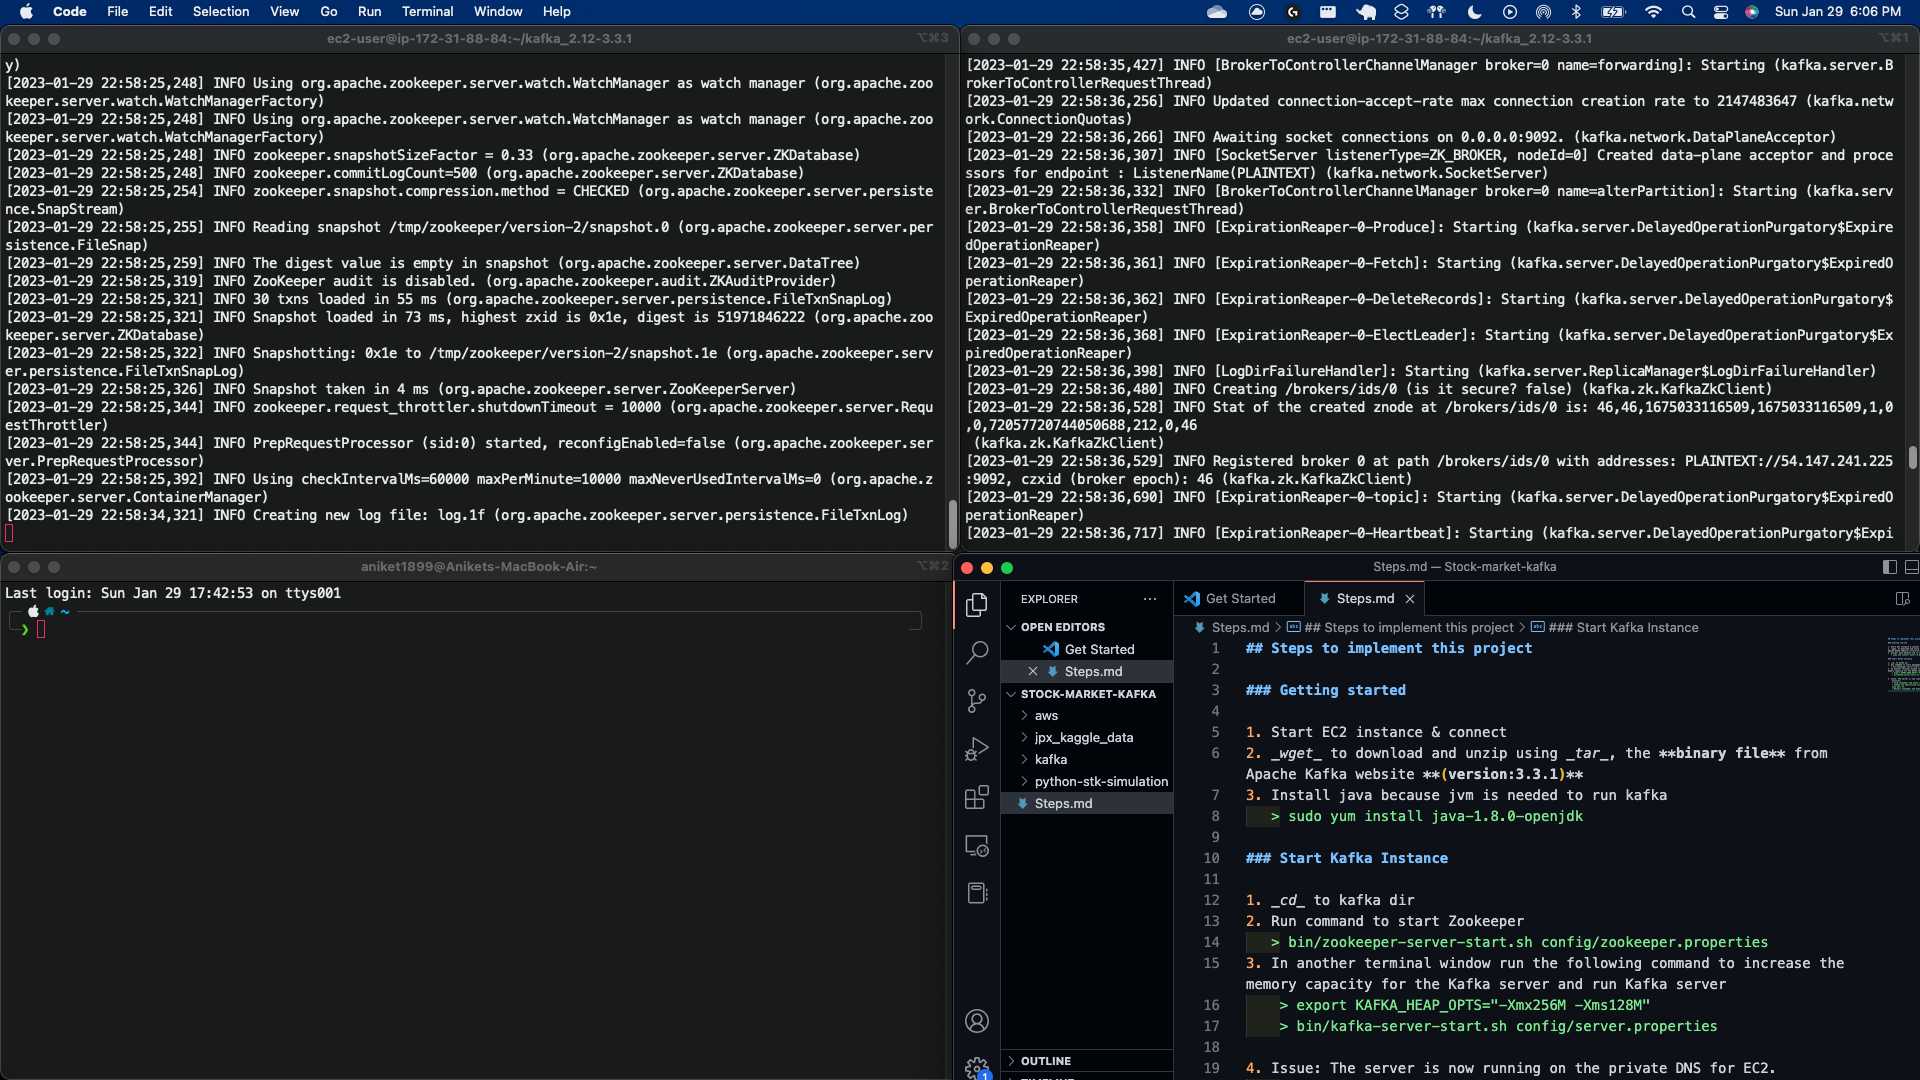 Code File Edit Selection View Go Run Terminal Window Help
Sun Jan 29 6:06 PM
ec2-user@ip-172-31-88-84:~/kafka_2.12-3.3.1 ⌥⌘3
y)
[2023-01-29 22:58:25,248] INFO Using org.apache.zookeeper.server.watch.WatchManager as watch manager (org.apache.zoo
keeper.server.watch.WatchManagerFactory)
[2023-01-29 22:58:25,248] INFO Using org.apache.zookeeper.server.watch.WatchManager as watch manager (org.apache.zoo
keeper.server.watch.WatchManagerFactory)
[2023-01-29 22:58:25,248] INFO zookeeper.snapshotSizeFactor = 0.33 (org.apache.zookeeper.server.ZKDatabase)
[2023-01-29 22:58:25,248] INFO zookeeper.commitLogCount=500 (org.apache.zookeeper.server.ZKDatabase)
[2023-01-29 22:58:25,254] INFO zookeeper.snapshot.compression.method = CHECKED (org.apache.zookeeper.server.persiste
nce.SnapStream)
[2023-01-29 22:58:25,255] INFO Reading snapshot /tmp/zookeeper/version-2/snapshot.0 (org.apache.zookeeper.server.per
sistence.FileSnap)
[2023-01-29 22:58:25,259] INFO The digest value is empty in snapshot (org.apache.zookeeper.server.DataTree)
[2023-01-29 22:58:25,319] INFO ZooKeeper audit is disabled. (org.apache.zookeeper.audit.ZKAuditProvider)
[2023-01-29 22:58:25,321] INFO 30 txns loaded in 55 ms (org.apache.zookeeper.server.persistence.FileTxnSnapLog)
[2023-01-29 22:58:25,321] INFO Snapshot loaded in 73 ms, highest zxid is 0x1e, digest is 51971846222 (org.apache.zoo
keeper.server.ZKDatabase)
[2023-01-29 22:58:25,322] INFO Snapshotting: 0x1e to /tmp/zookeeper/version-2/snapshot.1e (org.apache.zookeeper.serv
er.persistence.FileTxnSnapLog)
[2023-01-29 22:58:25,326] INFO Snapshot taken in 4 ms (org.apache.zookeeper.server.ZooKeeperServer)
[2023-01-29 22:58:25,344] INFO zookeeper.request_throttler.shutdownTimeout = 10000 (org.apache.zookeeper.server.Requ
estThrottler)
[2023-01-29 22:58:25,344] INFO PrepRequestProcessor (sid:0) started, reconfigEnabled=false (org.apache.zookeeper.ser
ver.PrepRequestProcessor)
[2023-01-29 22:58:25,392] INFO Using checkIntervalMs=60000 maxPerMinute=10000 maxNeverUsedIntervalMs=0 (org.apache.z
ookeeper.server.ContainerManager)
[2023-01-29 22:58:34,321] INFO Creating new log file: log.1f (org.apache.zookeeper.server.persistence.FileTxnLog)
ec2-user@ip-172-31-88-84:~/kafka_2.12-3.3.1 ⌥⌘1
[2023-01-29 22:58:35,427] INFO [BrokerToControllerChannelManager broker=0 name=forwarding]: Starting (kafka.server.B
rokerToControllerRequestThread)
[2023-01-29 22:58:36,256] INFO Updated connection-accept-rate max connection creation rate to 2147483647 (kafka.netw
ork.ConnectionQuotas)
[2023-01-29 22:58:36,266] INFO Awaiting socket connections on 0.0.0.0:9092. (kafka.network.DataPlaneAcceptor)
[2023-01-29 22:58:36,307] INFO [SocketServer listenerType=ZK_BROKER, nodeId=0] Created data-plane acceptor and proce
ssors for endpoint : ListenerName(PLAINTEXT) (kafka.network.SocketServer)
[2023-01-29 22:58:36,332] INFO [BrokerToControllerChannelManager broker=0 name=alterPartition]: Starting (kafka.serv
er.BrokerToControllerRequestThread)
[2023-01-29 22:58:36,358] INFO [ExpirationReaper-0-Produce]: Starting (kafka.server.DelayedOperationPurgatory$Expire
dOperationReaper)
[2023-01-29 22:58:36,361] INFO [ExpirationReaper-0-Fetch]: Starting (kafka.server.DelayedOperationPurgatory$ExpiredO
perationReaper)
[2023-01-29 22:58:36,362] INFO [ExpirationReaper-0-DeleteRecords]: Starting (kafka.server.DelayedOperationPurgatory$
ExpiredOperationReaper)
[2023-01-29 22:58:36,368] INFO [ExpirationReaper-0-ElectLeader]: Starting (kafka.server.DelayedOperationPurgatory$Ex
piredOperationReaper)
[2023-01-29 22:58:36,398] INFO [LogDirFailureHandler]: Starting (kafka.server.ReplicaManager$LogDirFailureHandler)
[2023-01-29 22:58:36,480] INFO Creating /brokers/ids/0 (is it secure? false) (kafka.zk.KafkaZkClient)
[2023-01-29 22:58:36,528] INFO Stat of the created znode at /brokers/ids/0 is: 46,46,1675033116509,1675033116509,1,0
,0,72057720744050688,212,0,46
 (kafka.zk.KafkaZkClient)
[2023-01-29 22:58:36,529] INFO Registered broker 0 at path /brokers/ids/0 with addresses: PLAINTEXT://54.147.241.225
:9092, czxid (broker epoch): 46 (kafka.zk.KafkaZkClient)
[2023-01-29 22:58:36,690] INFO [ExpirationReaper-0-topic]: Starting (kafka.server.DelayedOperationPurgatory$ExpiredO
perationReaper)
[2023-01-29 22:58:36,717] INFO [ExpirationReaper-0-Heartbeat]: Starting (kafka.server.DelayedOperationPurgatory$Expi
aniket1899@Anikets-MacBook-Air:~ ⌥⌘2
Last login: Sun Jan 29 17:42:53 on ttys001
~
❯
Steps.md — Stock-market-kafka
EXPLORER
OPEN EDITORS
Get Started
Steps.md
STOCK-MARKET-KAFKA
aws
jpx_kaggle_data
kafka
python-stk-simulation
Steps.md
OUTLINE
1
Get Started
Steps.md
Steps.md > ## Steps to implement this project > ### Start Kafka Instance
1 ## Steps to implement this project
2
3 ### Getting started
4
5 1. Start EC2 instance & connect
6 2. _wget_ to download and unzip using _tar_, the **binary file** from
Apache Kafka website **(version:3.3.1)**
7 3. Install java because jvm is needed to run kafka
8 > sudo yum install java-1.8.0-openjdk
9
10 ### Start Kafka Instance
11
12 1. _cd_ to kafka dir
13 2. Run command to start Zookeeper
14 > bin/zookeeper-server-start.sh config/zookeeper.properties
15 3. In another terminal window run the following command to increase the
memory capacity for the Kafka server and run Kafka server
16 > export KAFKA_HEAP_OPTS="-Xmx256M -Xms128M"
17 > bin/kafka-server-start.sh config/server.properties
18
19 4. Issue: The server is now running on the private DNS for EC2.